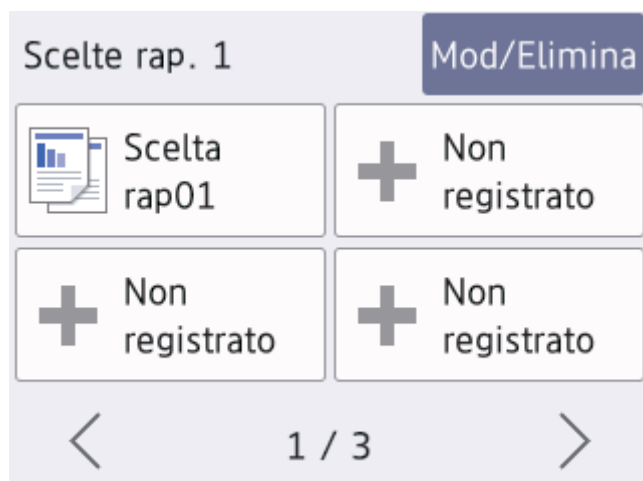 Scelte rap. 1
Mod/Elimina
Scelta
rap01
Non
registrato
Non
registrato
Non
registrato
1 / 3